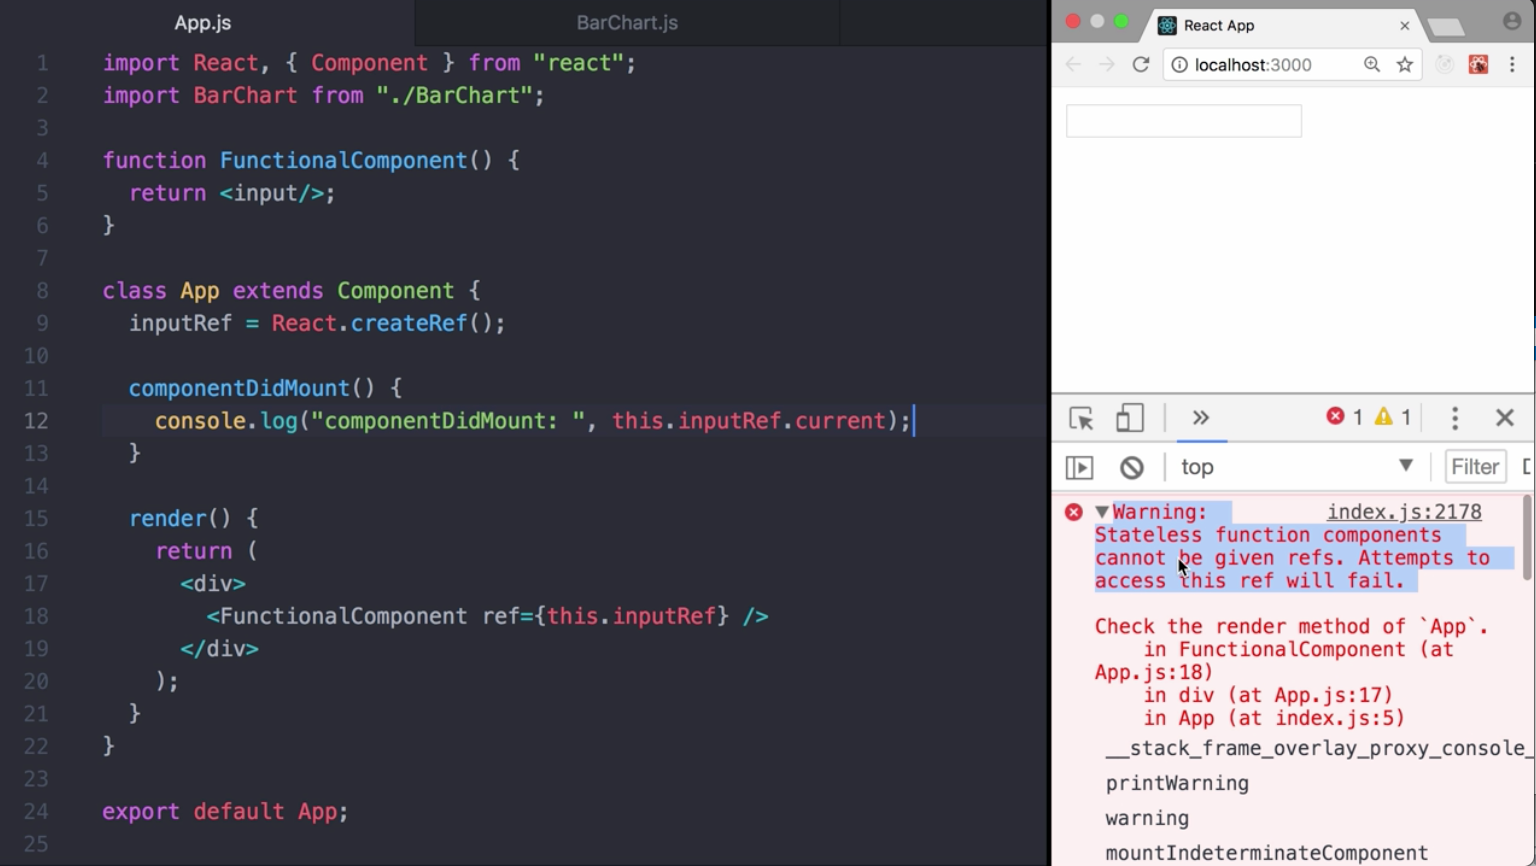 App.js
BarChart.js
1 import React, { Component } from "react";
2 import BarChart from "./BarChart";
3
4 function FunctionalComponent() {
5 return <input/>;
6 }
7
8 class App extends Component {
9 inputRef = React.createRef();
10
11 componentDidMount() {
12 console.log("componentDidMount: ", this.inputRef.current);
13 }
14
15 render() {
16 return (
17 <div>
18 <FunctionalComponent ref={this.inputRef} />
19 </div>
20 );
21 }
22 }
23
24 export default App;
25
React App
localhost:3000
1 1
top
Filter
Warning: index.js:2178
Stateless function components
cannot be given refs. Attempts to
access this ref will fail.
Check the render method of `App`.
in FunctionalComponent (at
App.js:18)
in div (at App.js:17)
in App (at index.js:5)
__stack_frame_overlay_proxy_console_
printWarning
warning
mountIndeterminateComponent